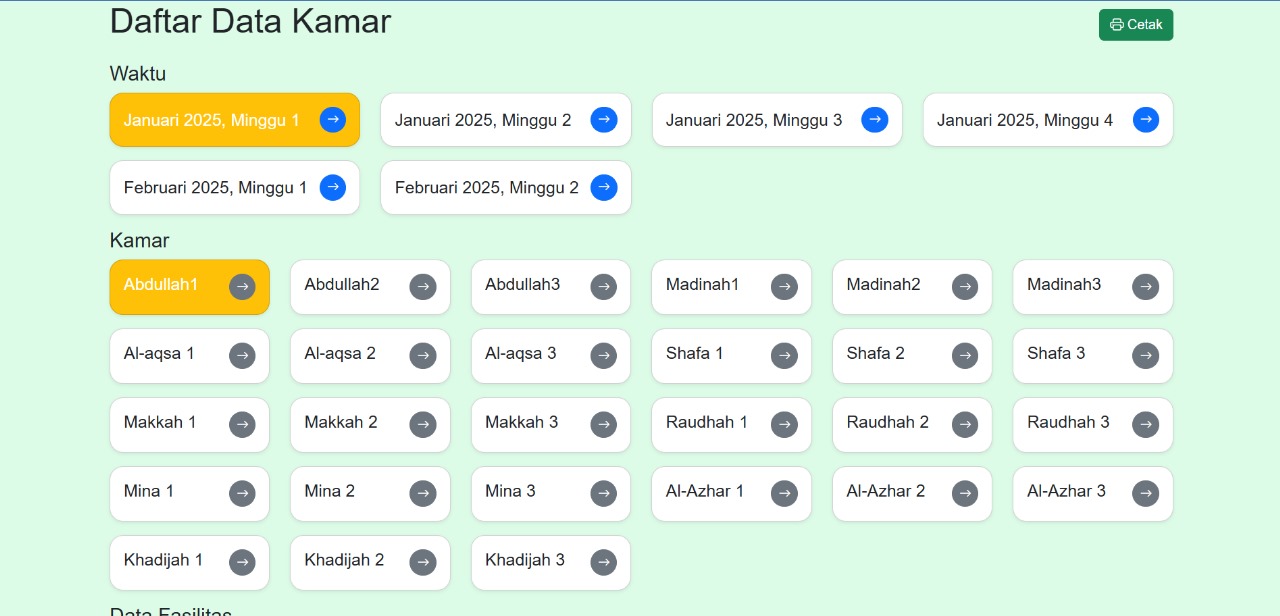 Daftar Data Kamar
Cetak
Waktu
Januari 2025, Minggu 1
Januari 2025, Minggu 2
Januari 2025, Minggu 3
Januari 2025, Minggu 4
Februari 2025, Minggu 1
Februari 2025, Minggu 2
Kamar
Abdullah1
Abdullah2
Abdullah3
Madinah1
Madinah2
Madinah3
Al-aqsa 1
Al-aqsa 2
Al-aqsa 3
Shafa 1
Shafa 2
Shafa 3
Makkah 1
Makkah 2
Makkah 3
Raudhah 1
Raudhah 2
Raudhah 3
Mina 1
Mina 2
Mina 3
Al-Azhar 1
Al-Azhar 2
Al-Azhar 3
Khadijah 1
Khadijah 2
Khadijah 3
Data Fasilitas